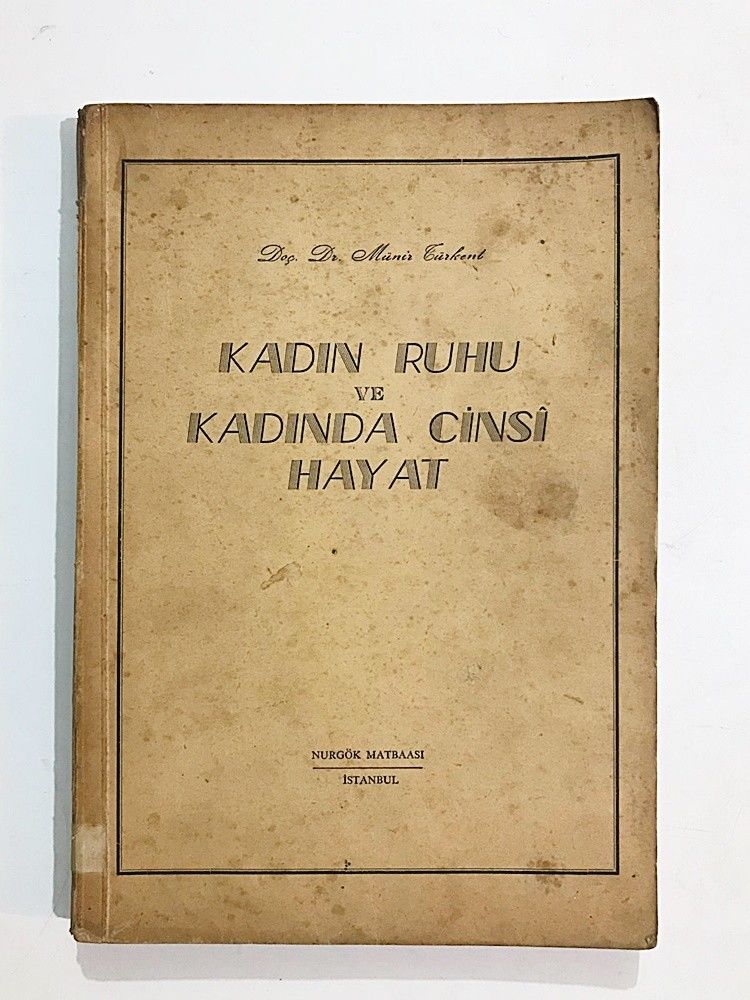 Doç. Dr. Münir Türkent
KADIN RUHU
VE
KADINDA CİNSÎ
HAYAT
NURGÖK MATBAASI
İSTANBUL